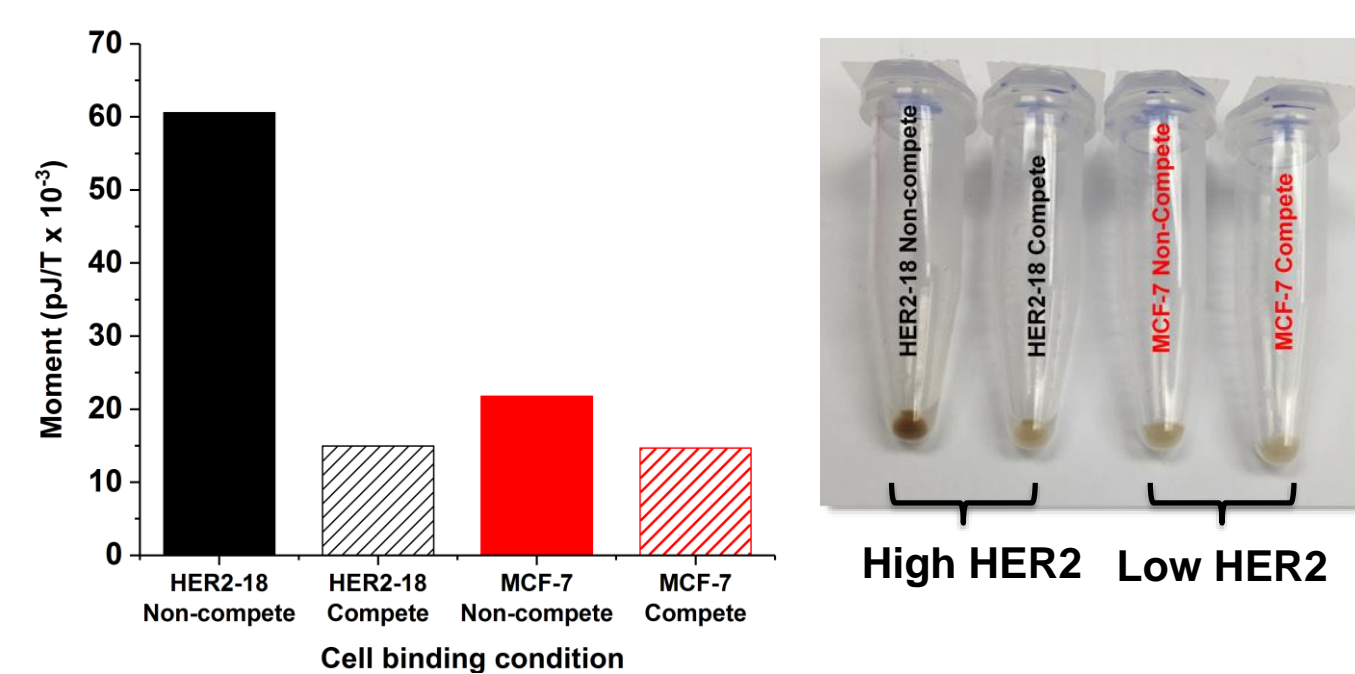 70
60
50
40
30
20
10
0
Moment (pJ/T x 10⁻³)
HER2-18
Non-compete
HER2-18
Compete
MCF-7
Non-compete
MCF-7
Compete
Cell binding condition
HER2-18 Non-compete
HER2-18 Compete
MCF-7 Non-Compete
MCF-7 Compete
High HER2
Low HER2